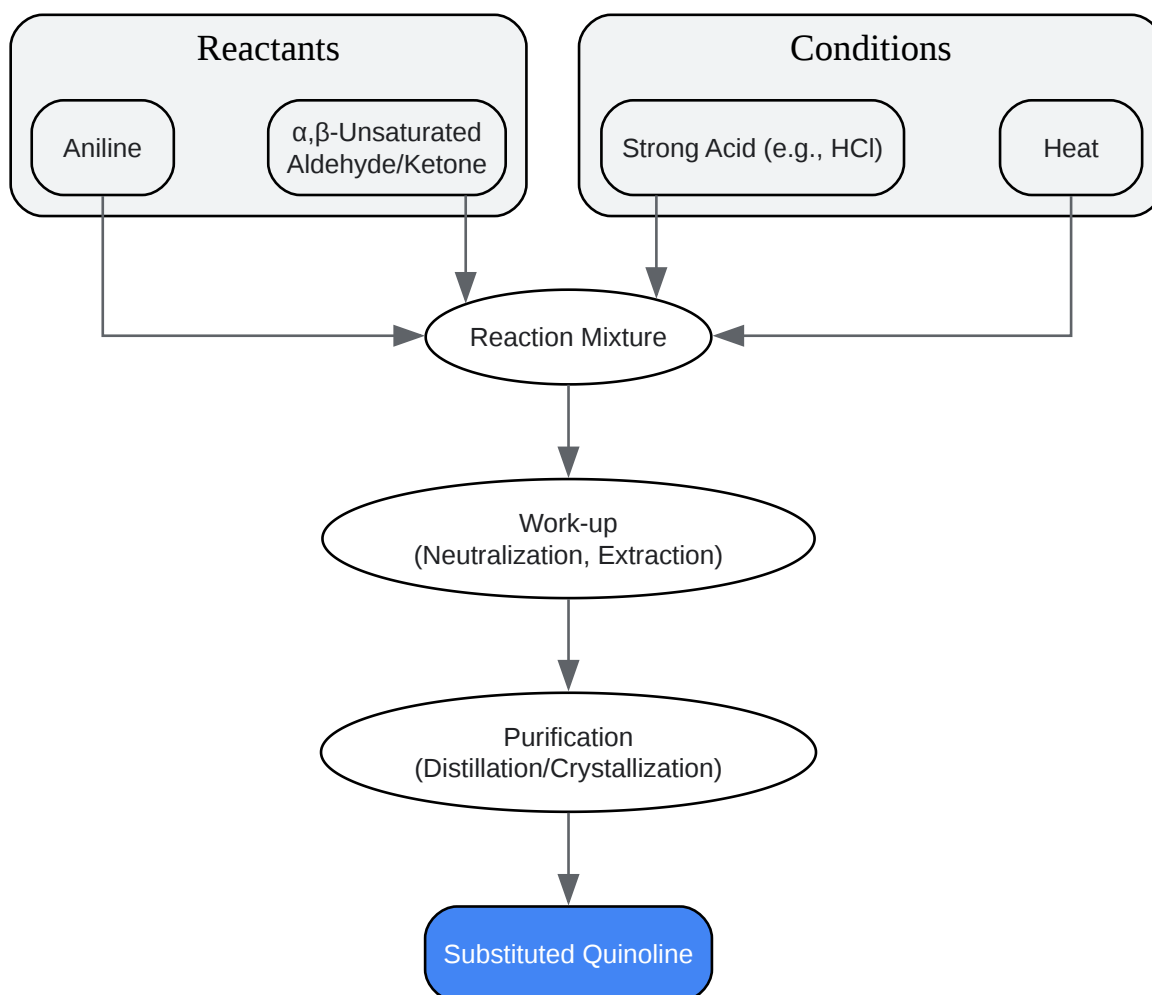 Reactants
Conditions
Aniline
α,β-Unsaturated
Aldehyde/Ketone
Strong Acid (e.g., HCl)
Heat
Reaction Mixture
Work-up
(Neutralization, Extraction)
Purification
(Distillation/Crystallization)
Substituted Quinoline